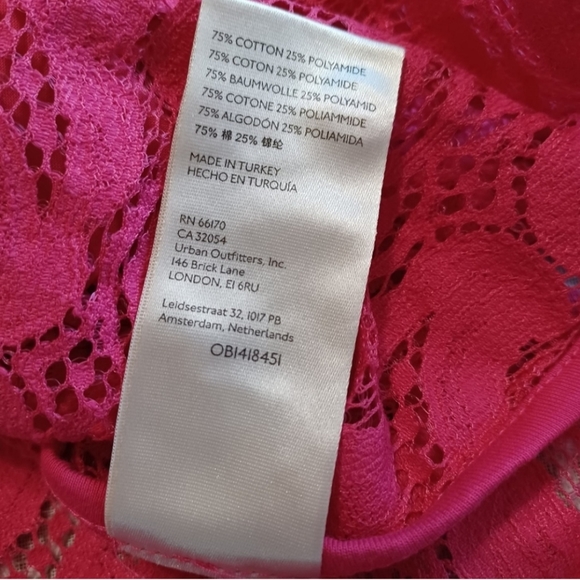 75% COTTON 25% POLYAMIDE
75% COTON 25% POLYAMIDE
75% BAUMWOLLE 25% POLYAMID
75% COTONE 25% POLIAMMIDE
75% ALGODÓN 25% POLIAMIDA
75% 棉 25% 锦纶
MADE IN TURKEY
HECHO EN TURQUÍA
RN 66170
CA 32054
Urban Outfitters, Inc.
146 Brick Lane
LONDON, E1 6RU
Leidsestraat 32, 1017 PB
Amsterdam, Netherlands
OB1418451